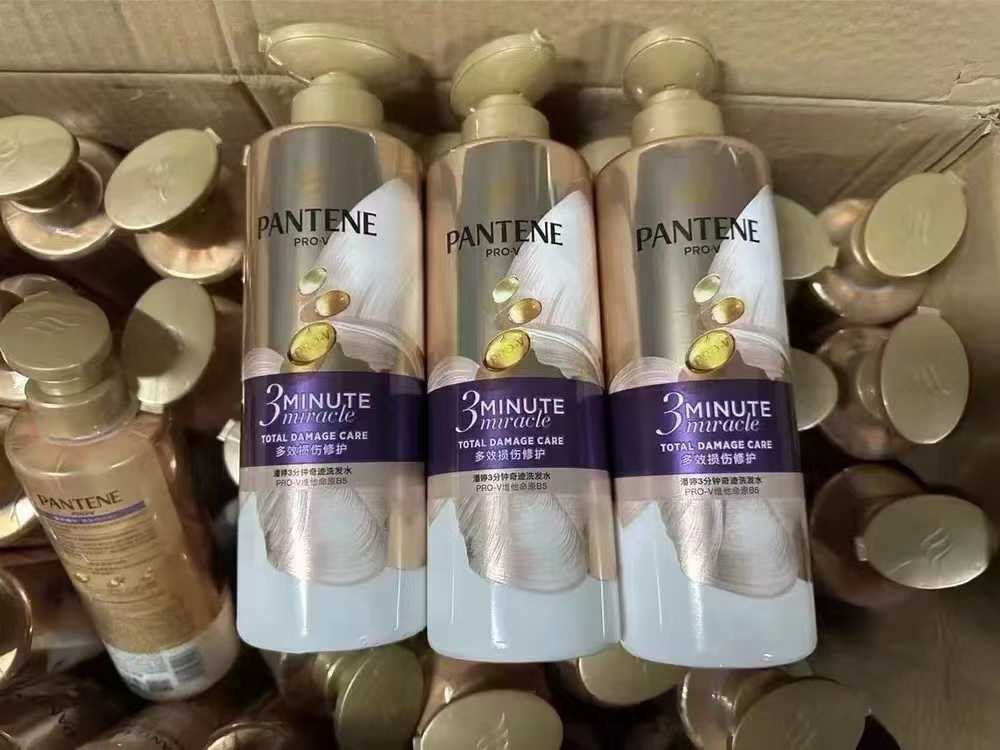 PANTENE
PRO-V
3 MINUTE
miracle
TOTAL DAMAGE CARE
多效损伤修护
潘婷3分钟奇迹洗发水
PRO-V维他命原B5
PANTENE
PRO-V
3 MINUTE
miracle
TOTAL DAMAGE CARE
多效损伤修护
潘婷3分钟奇迹洗发水
PRO-V维他命原B5
PANTENE
PRO-V
3 MINUTE
miracle
TOTAL DAMAGE CARE
多效损伤修护
潘婷3分钟奇迹洗发水
PRO-V维他命原B5
PANTENE
PRO-V